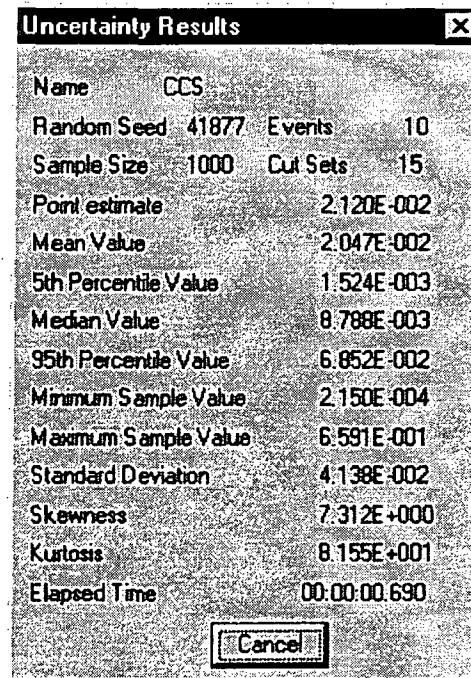 Uncertainty Results
Name CCS
Random Seed 41877 Events 10
Sample Size 1000 Cut Sets 15
Point estimate 2.120E-002
Mean Value 2.047E-002
5th Percentile Value 1.524E-003
Median Value 8.788E-003
95th Percentile Value 6.852E-002
Minimum Sample Value 2.150E-004
Maximum Sample Value 6.591E-001
Standard Deviation 4.138E-002
Skewness 7.312E+000
Kurtosis 8.155E+001
Elapsed Time 00:00:00.690
Cancel